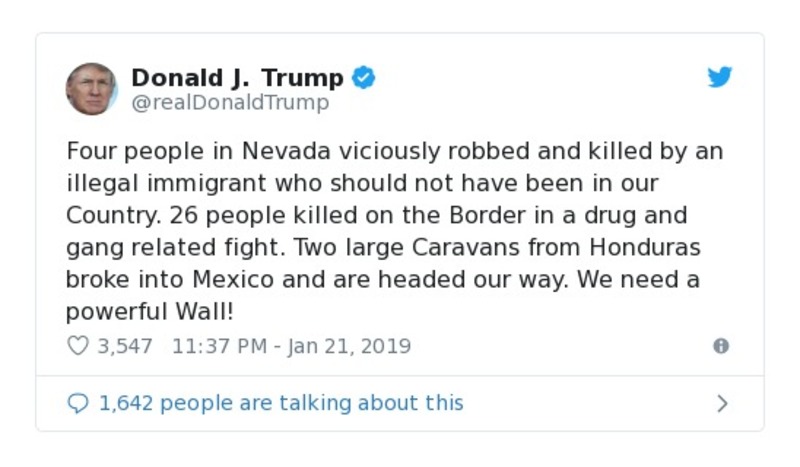 Donald J. Trump
@realDonaldTrump
Four people in Nevada viciously robbed and killed by an
illegal immigrant who should not have been in our
Country. 26 people killed on the Border in a drug and
gang related fight. Two large Caravans from Honduras
broke into Mexico and are headed our way. We need a
powerful Wall!
3,547 11:37 PM - Jan 21, 2019
1,642 people are talking about this